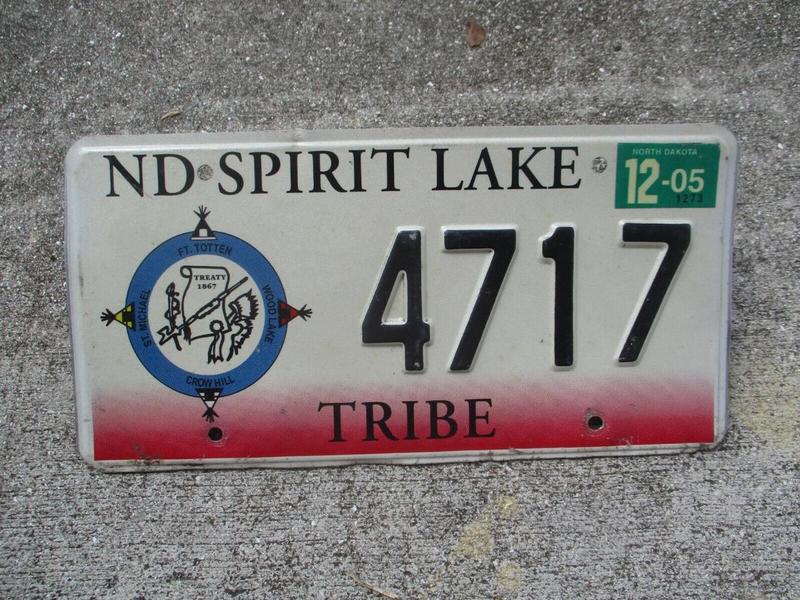 ND SPIRIT LAKE
NORTH DAKOTA
12-05
1273
FT. TOTTEN
TREATY
1867
ST. MICHAEL
WOOD LAKE
CROW HILL
4717
TRIBE